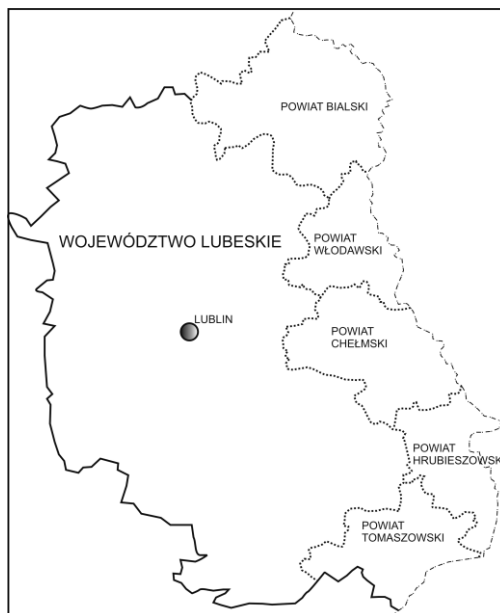 POWIAT BIALSKI
WOJEWÓDZTWO LUBESKIE
POWIAT
WŁODAWSKI
LUBLIN
POWIAT
CHEŁMSKI
POWIAT
HRUBIESZOWSKI
POWIAT
TOMASZOWSKI